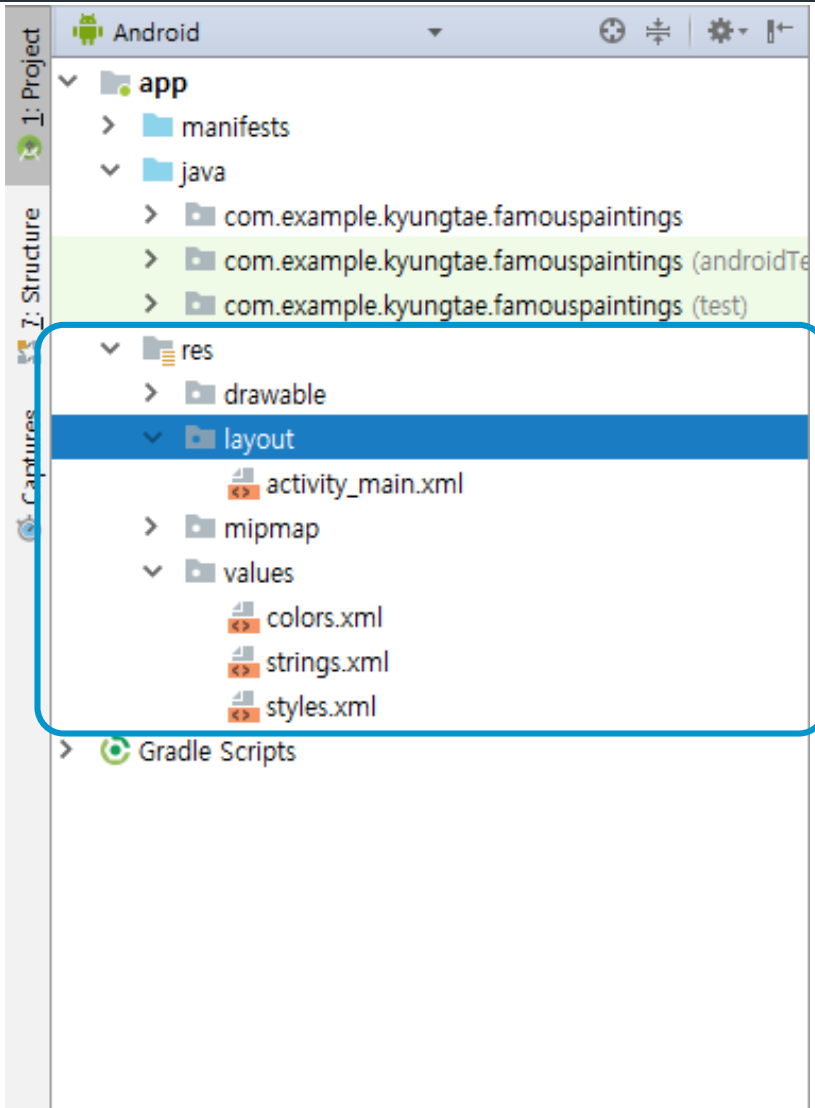 Android
1: Project
7: Structure
Captures
app
manifests
java
com.example.kyungtae.famouspaintings
com.example.kyungtae.famouspaintings (androidTe
com.example.kyungtae.famouspaintings (test)
res
drawable
layout
activity_main.xml
mipmap
values
colors.xml
strings.xml
styles.xml
Gradle Scripts